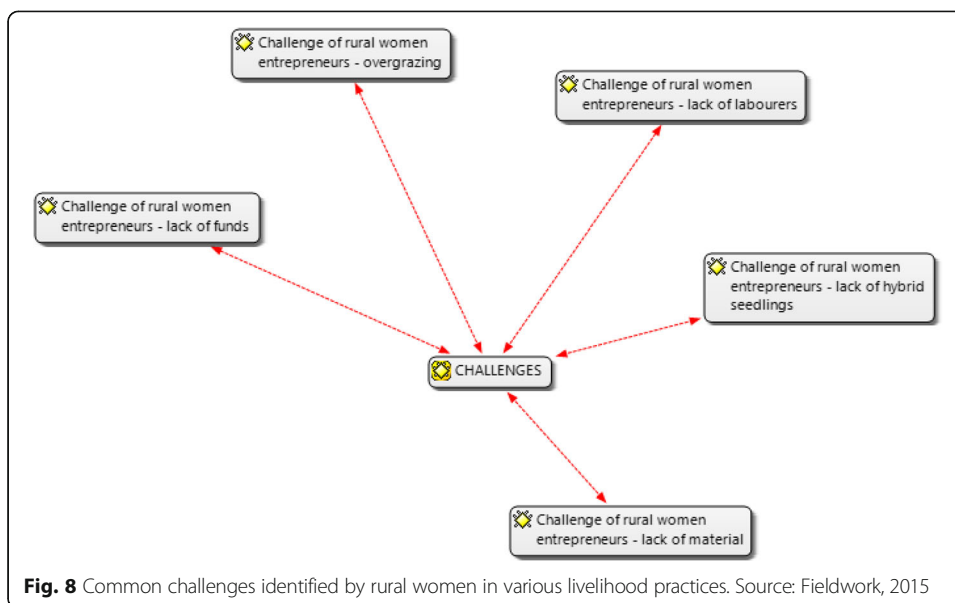 Challenge of rural women
entrepreneurs - overgrazing
Challenge of rural women
entrepreneurs - lack of labourers
Challenge of rural women
entrepreneurs - lack of funds
Challenge of rural women
entrepreneurs - lack of hybrid
seedlings
CHALLENGES
Challenge of rural women
entrepreneurs - lack of material
Fig. 8 Common challenges identified by rural women in various livelihood practices. Source: Fieldwork, 2015